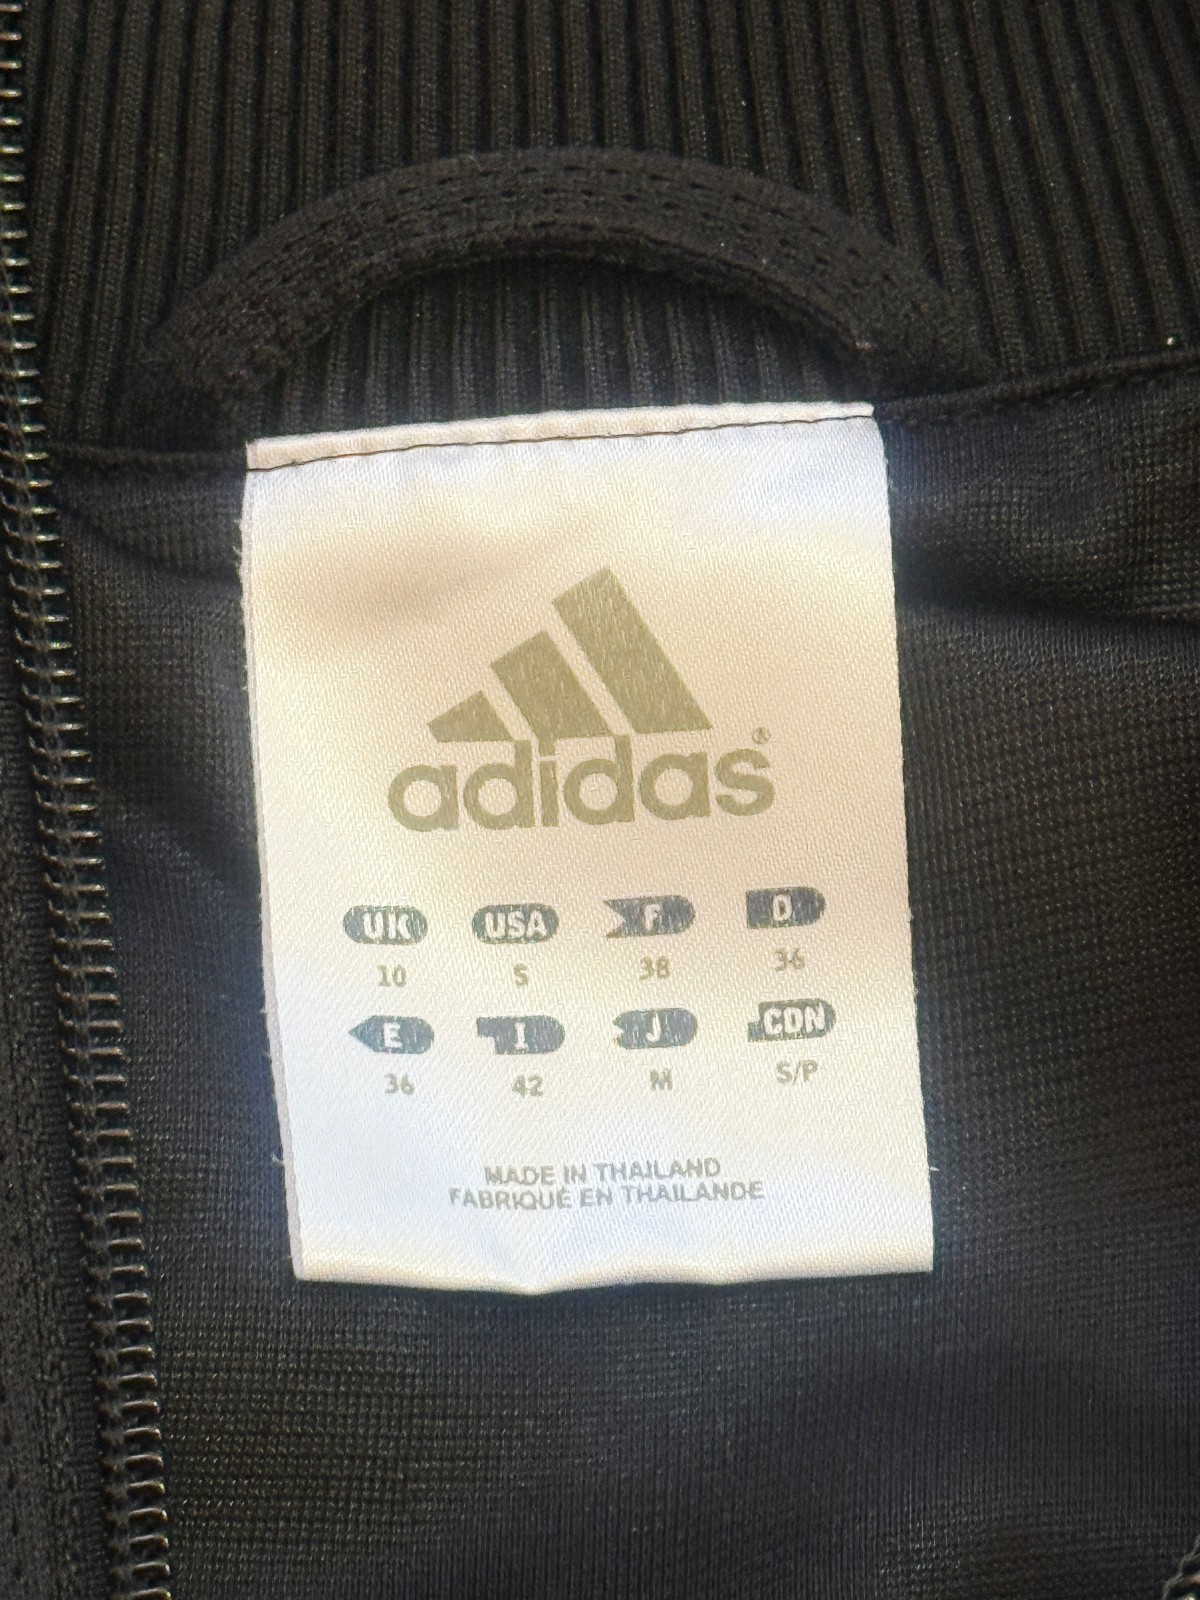 adidas®
UK USA F D
10 S 38 36
E I J CDN
36 42 M S/P
MADE IN THAILAND
FABRIQUÉ EN THAILANDE